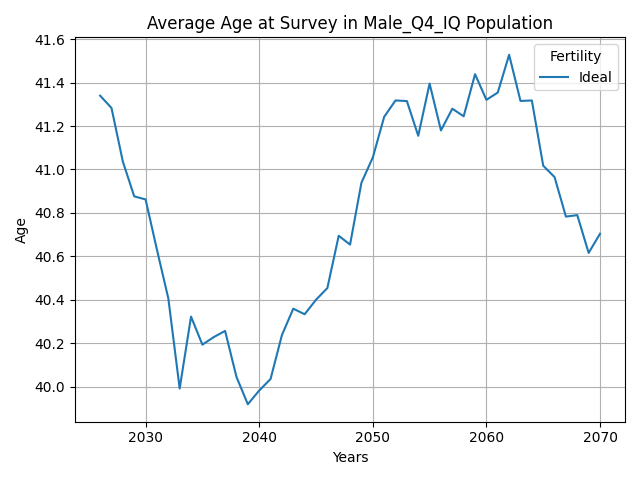 Average Age at Survey in Male_Q4_IQ Population
Fertility
Ideal
Age
41.6
41.4
41.2
41.0
40.8
40.6
40.4
40.2
40.0
2030 2040 2050 2060 2070
Years